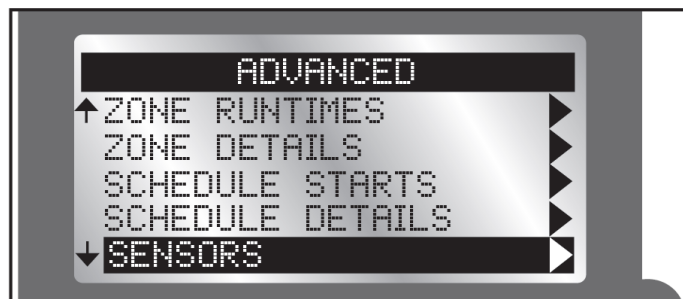 ADVANCED
ZONE RUNTIMES
ZONE DETAILS
SCHEDULE STARTS
SCHEDULE DETAILS
SENSORS